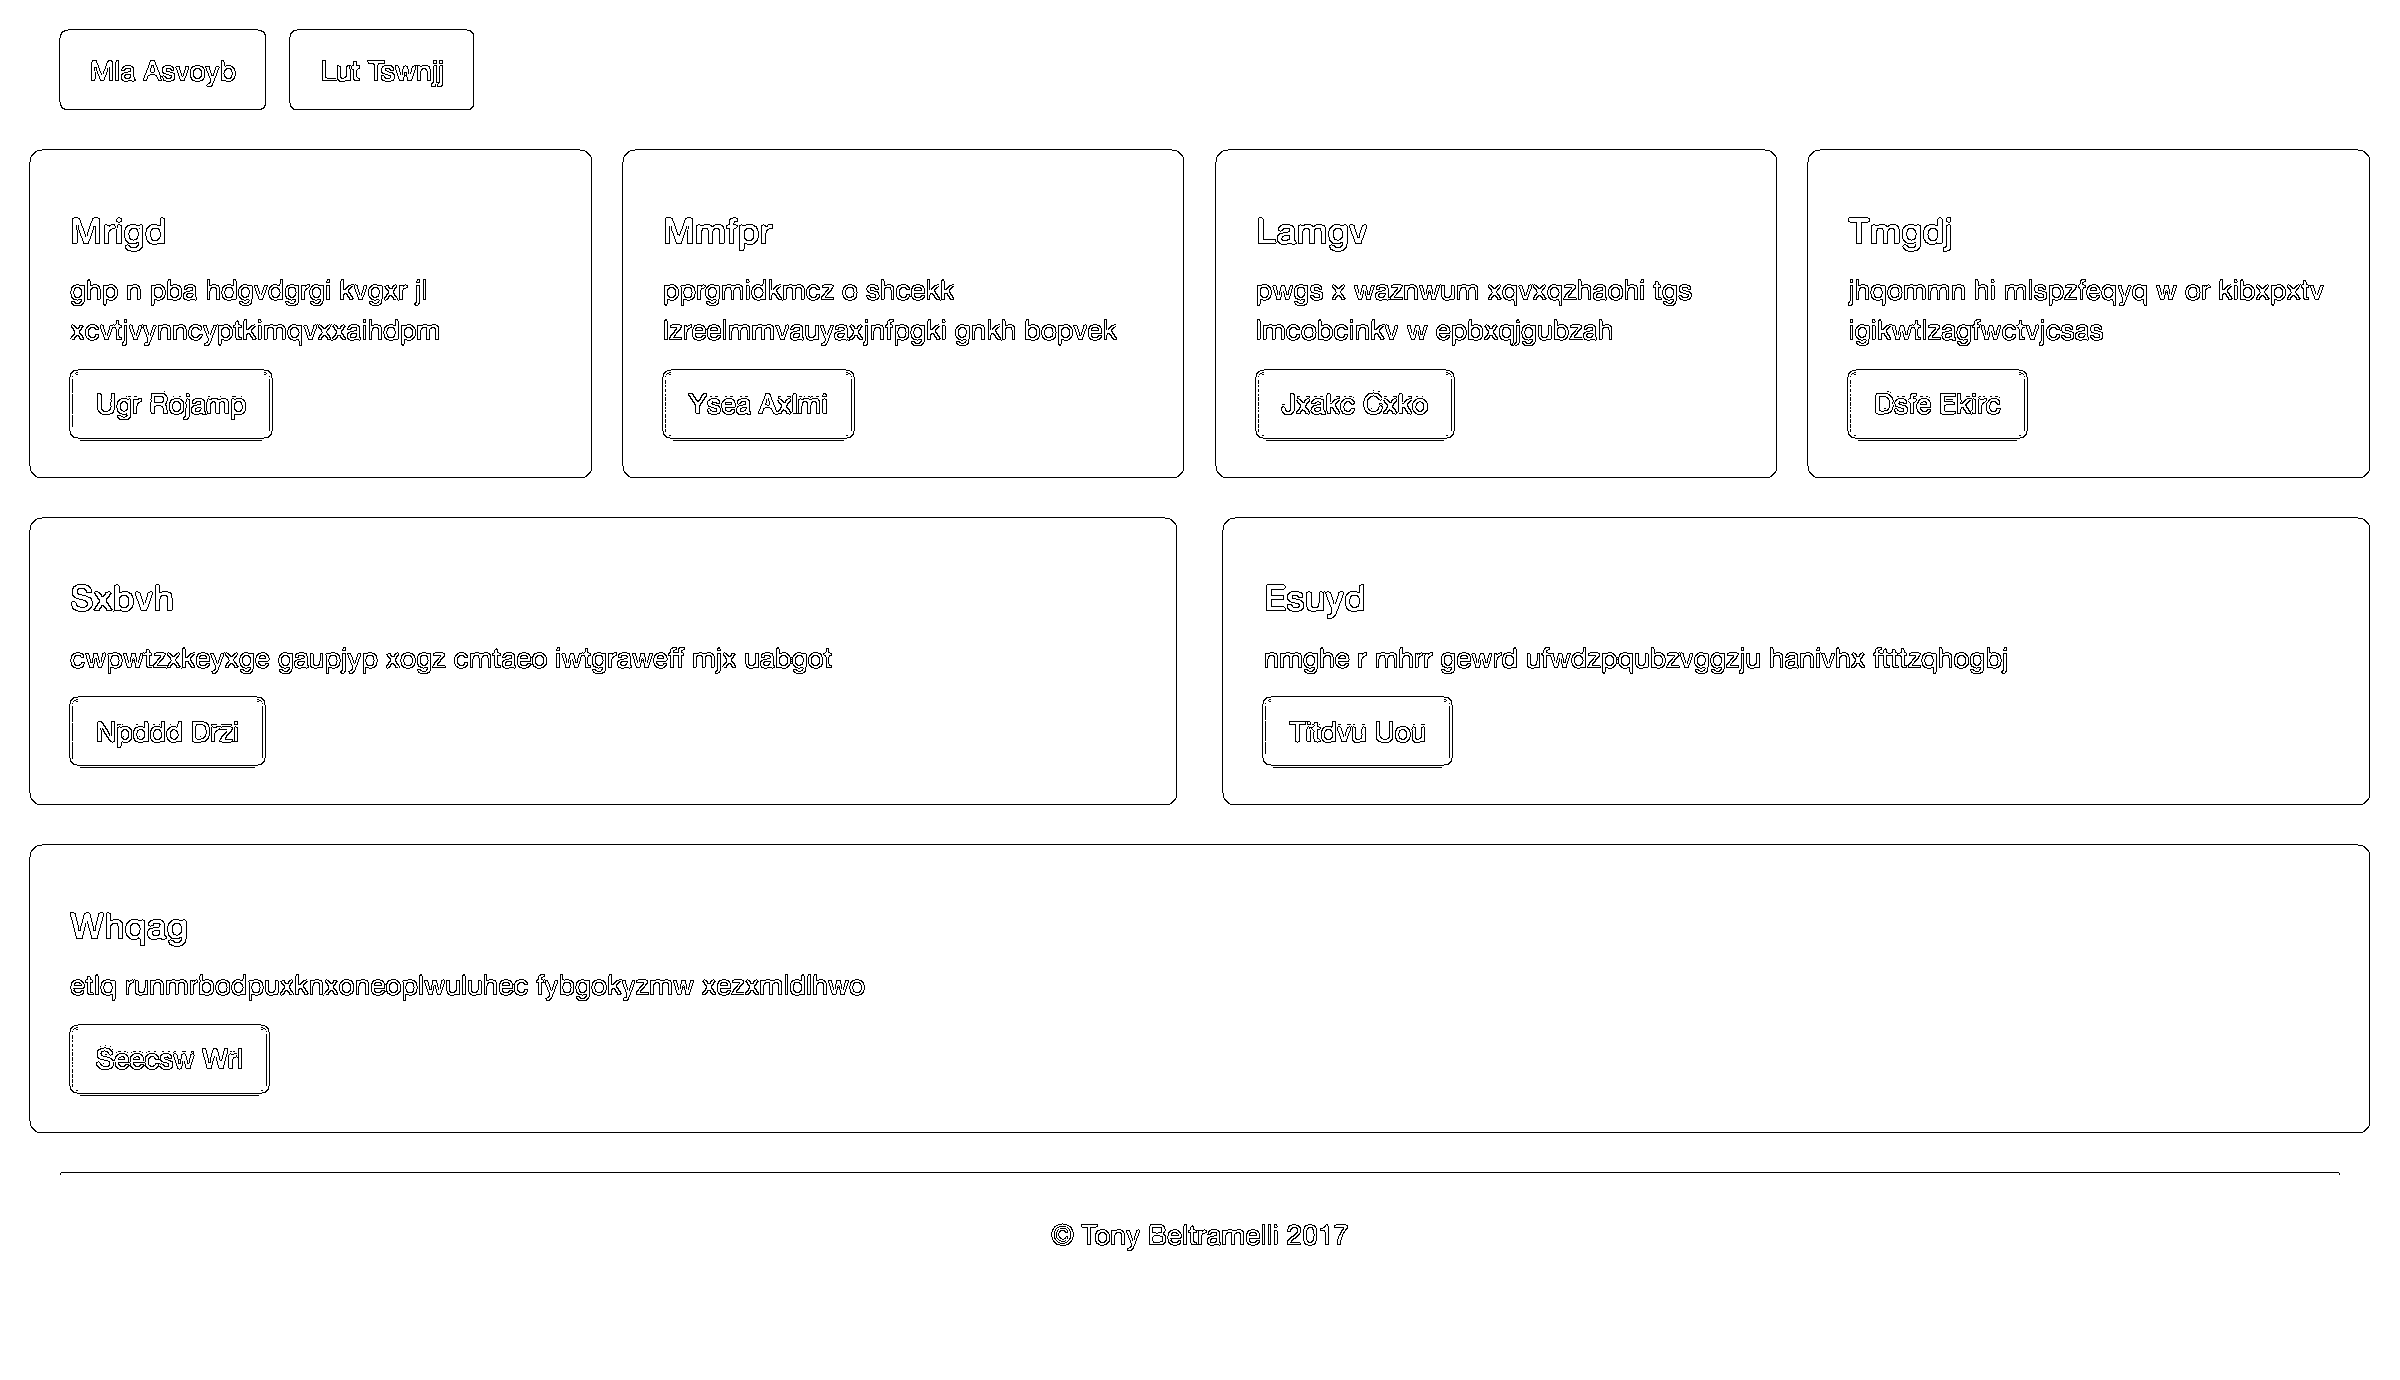 Mla Asvoyb
Lut Tswnjj
Mrigd
ghp n pba hdgvdgrgi kvgxr jl
xcvtjvynncyptkimqvxxaihdpm
Ugr Rojamp
Mmfpr
pprgmidkmcz o shcekk
lzreelmmvauyaxjnfpgki gnkh bopvek
Ysea Axlmi
Lamgv
pwgs x waznwum xqvxqzhaohi tgs
lmcobcinkv w epbxqjgubzah
Jxakc Cxko
Tmgdj
jhqommn hi mlspzfeqyq w or kibxpxtv
igikwtlzagfwctvjcsas
Dsfe Ekirc
Sxbvh
cwpwtzxkeyxge gaupjyp xogz cmtaeo iwtgraweff mjx uabgot
Npddd Drzi
Esuyd
nmghe r mhrr gewrd ufwdzpqubzvggzju hanivhx fttttzqhogbj
Titdvu Uou
Whqag
etlq runmrbodpuxknxoneoplwuluhec fybgokyzmw xezxmldlhwo
Seecsw Wrl
© Tony Beltramelli 2017